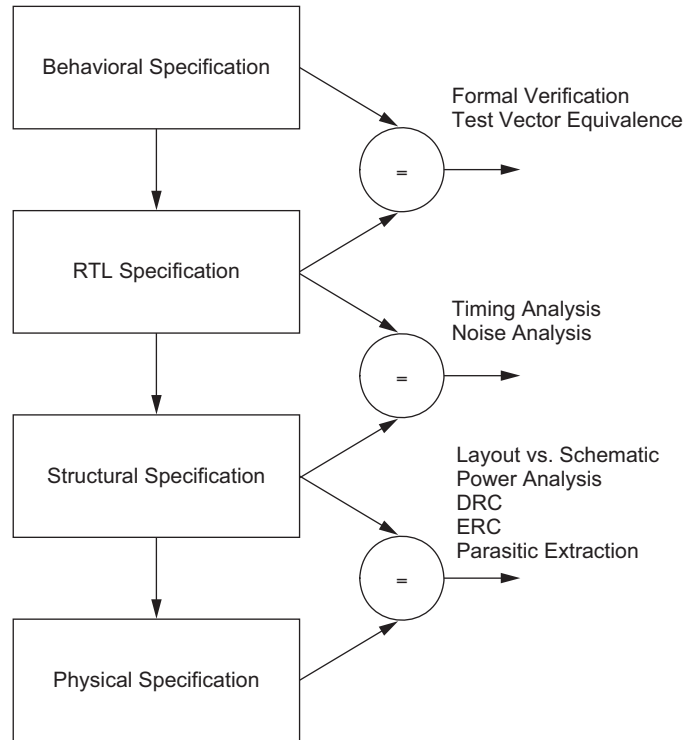 Behavioral Specification
Formal Verification
Test Vector Equivalence
=
RTL Specification
Timing Analysis
Noise Analysis
=
Structural Specification
Layout vs. Schematic
Power Analysis
DRC
ERC
Parasitic Extraction
=
Physical Specification